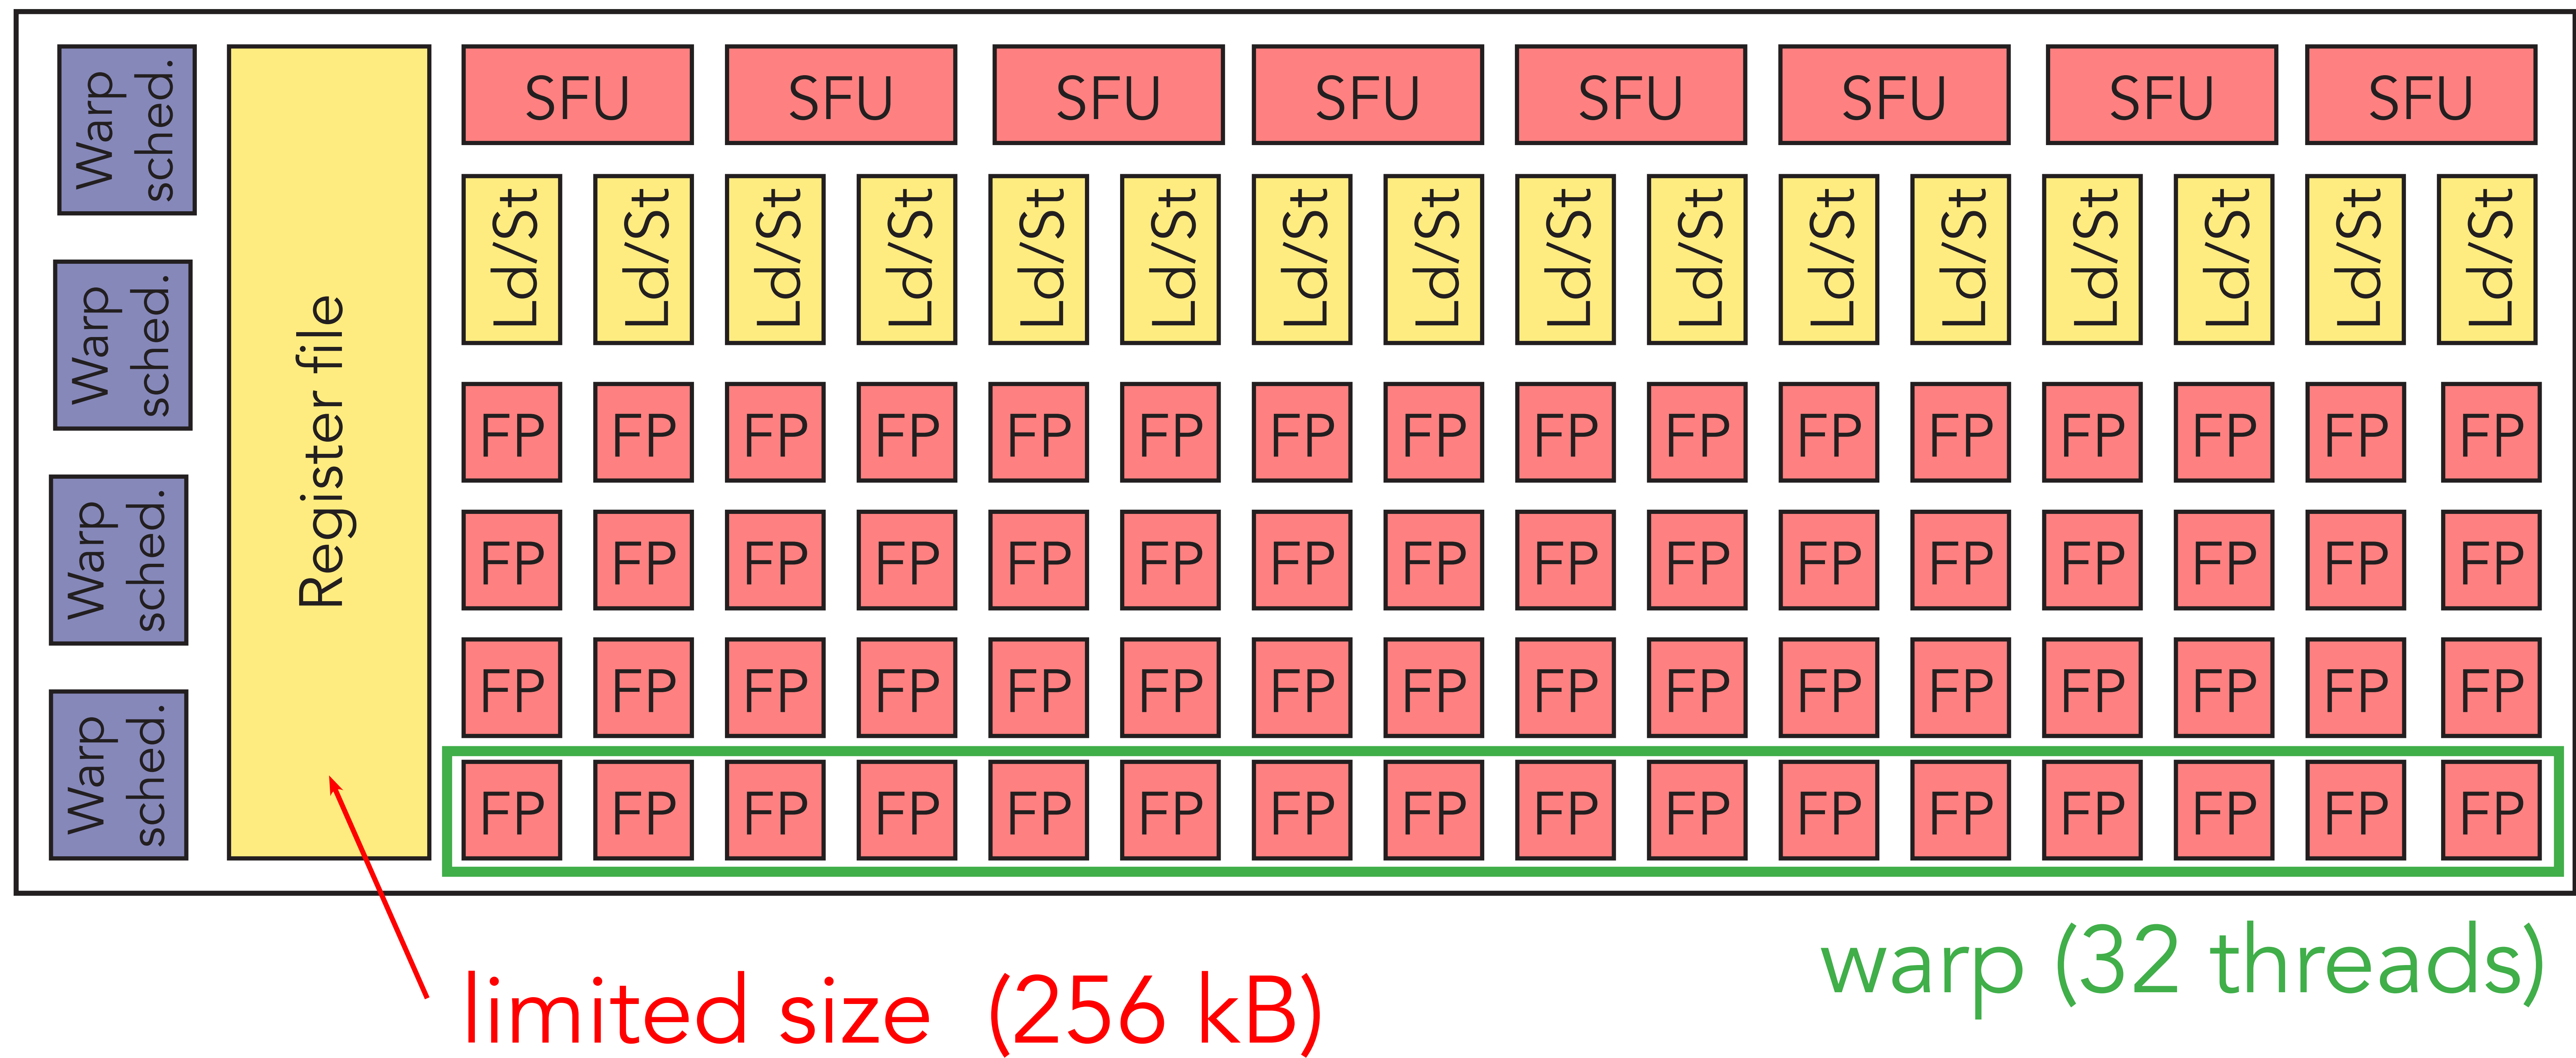 Warp
sched.
Warp
sched.
Warp
sched.
Warp
sched.
Register file
SFU SFU SFU SFU SFU SFU SFU SFU
Ld/St Ld/St Ld/St Ld/St Ld/St Ld/St Ld/St Ld/St Ld/St Ld/St Ld/St Ld/St Ld/St Ld/St Ld/St Ld/St
FP FP FP FP FP FP FP FP FP FP FP FP FP FP FP FP
FP FP FP FP FP FP FP FP FP FP FP FP FP FP FP FP
FP FP FP FP FP FP FP FP FP FP FP FP FP FP FP FP
FP FP FP FP FP FP FP FP FP FP FP FP FP FP FP FP
warp (32 threads)
limited size (256 kB)